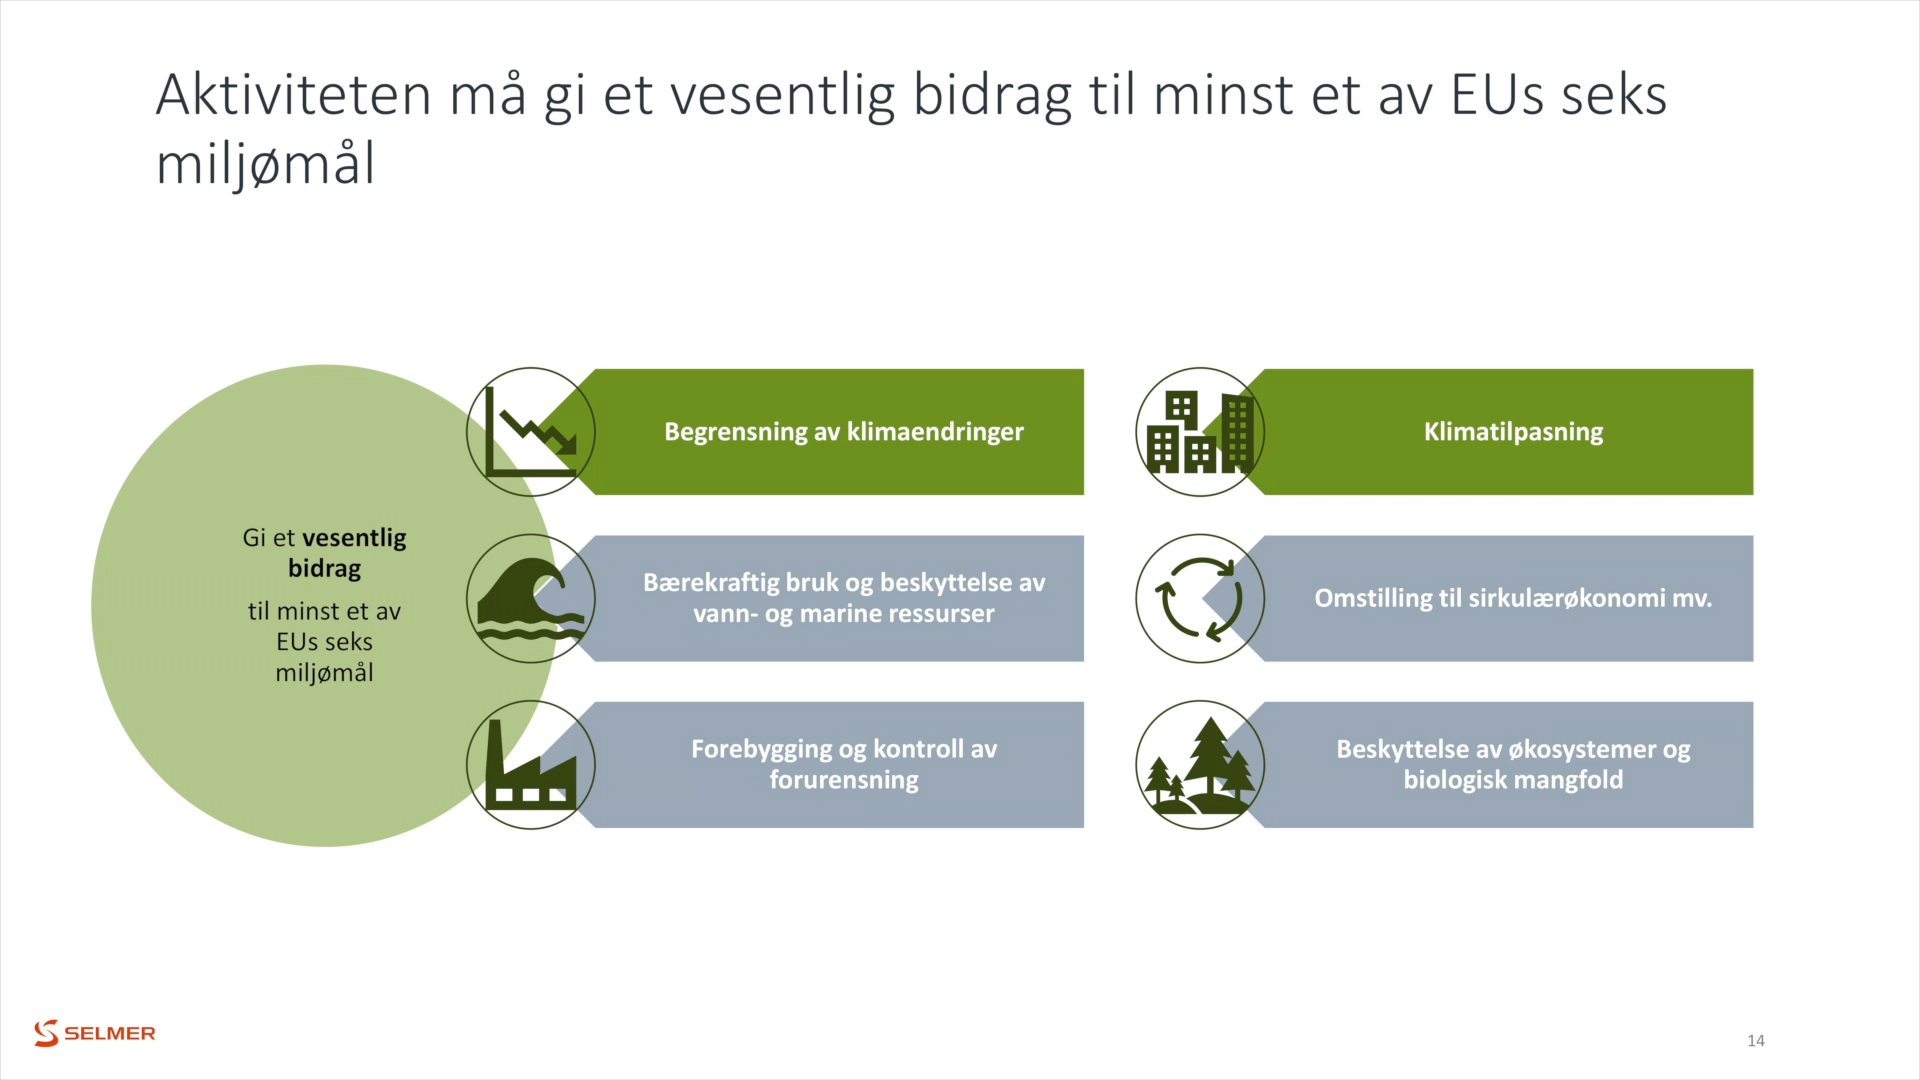 Aktiviteten må gi et vesentlig bidrag til minst et av EUs seks
miljømål
Gi et vesentlig
bidrag
til minst et av
EUs seks
miljømål
Begrensning av klimaendringer
Klimatilpasning
Bærekraftig bruk og beskyttelse av
vann- og marine ressurser
Omstilling til sirkulærøkonomi mv.
Forebygging og kontroll av
forurensning
Beskyttelse av økosystemer og
biologisk mangfold
SELMER
14